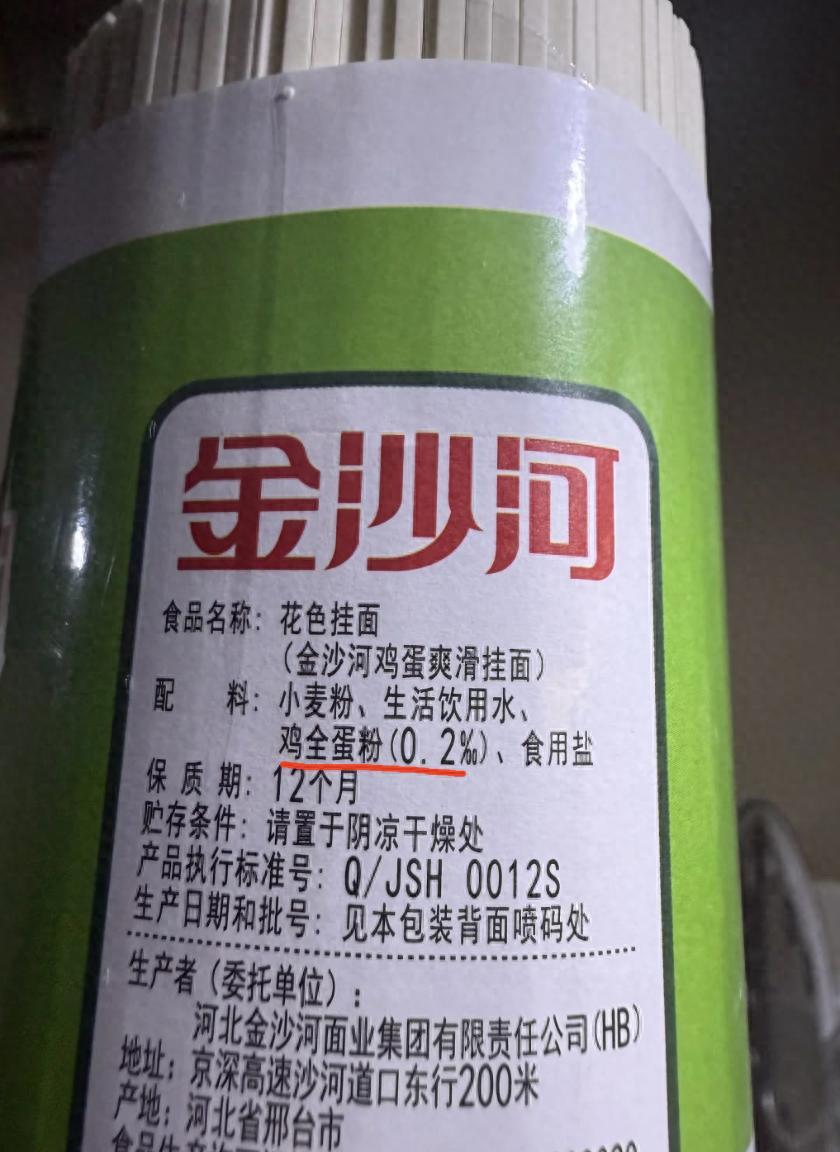 金沙河
食品名称：花色挂面
（金沙河鸡蛋爽滑挂面）
配 料：小麦粉、生活饮用水、
鸡全蛋粉(0.2‰)、食用盐
保质期：12个月
贮存条件：请置于阴凉干燥处
产品执行标准号：Q/JSH 0012S
生产日期和批号：见本包装背面喷码处
生产者（委托单位）：
河北金沙河面业集团有限责任公司(HB)
地址：京深高速沙河道口东行200米
产地：河北省邢台市